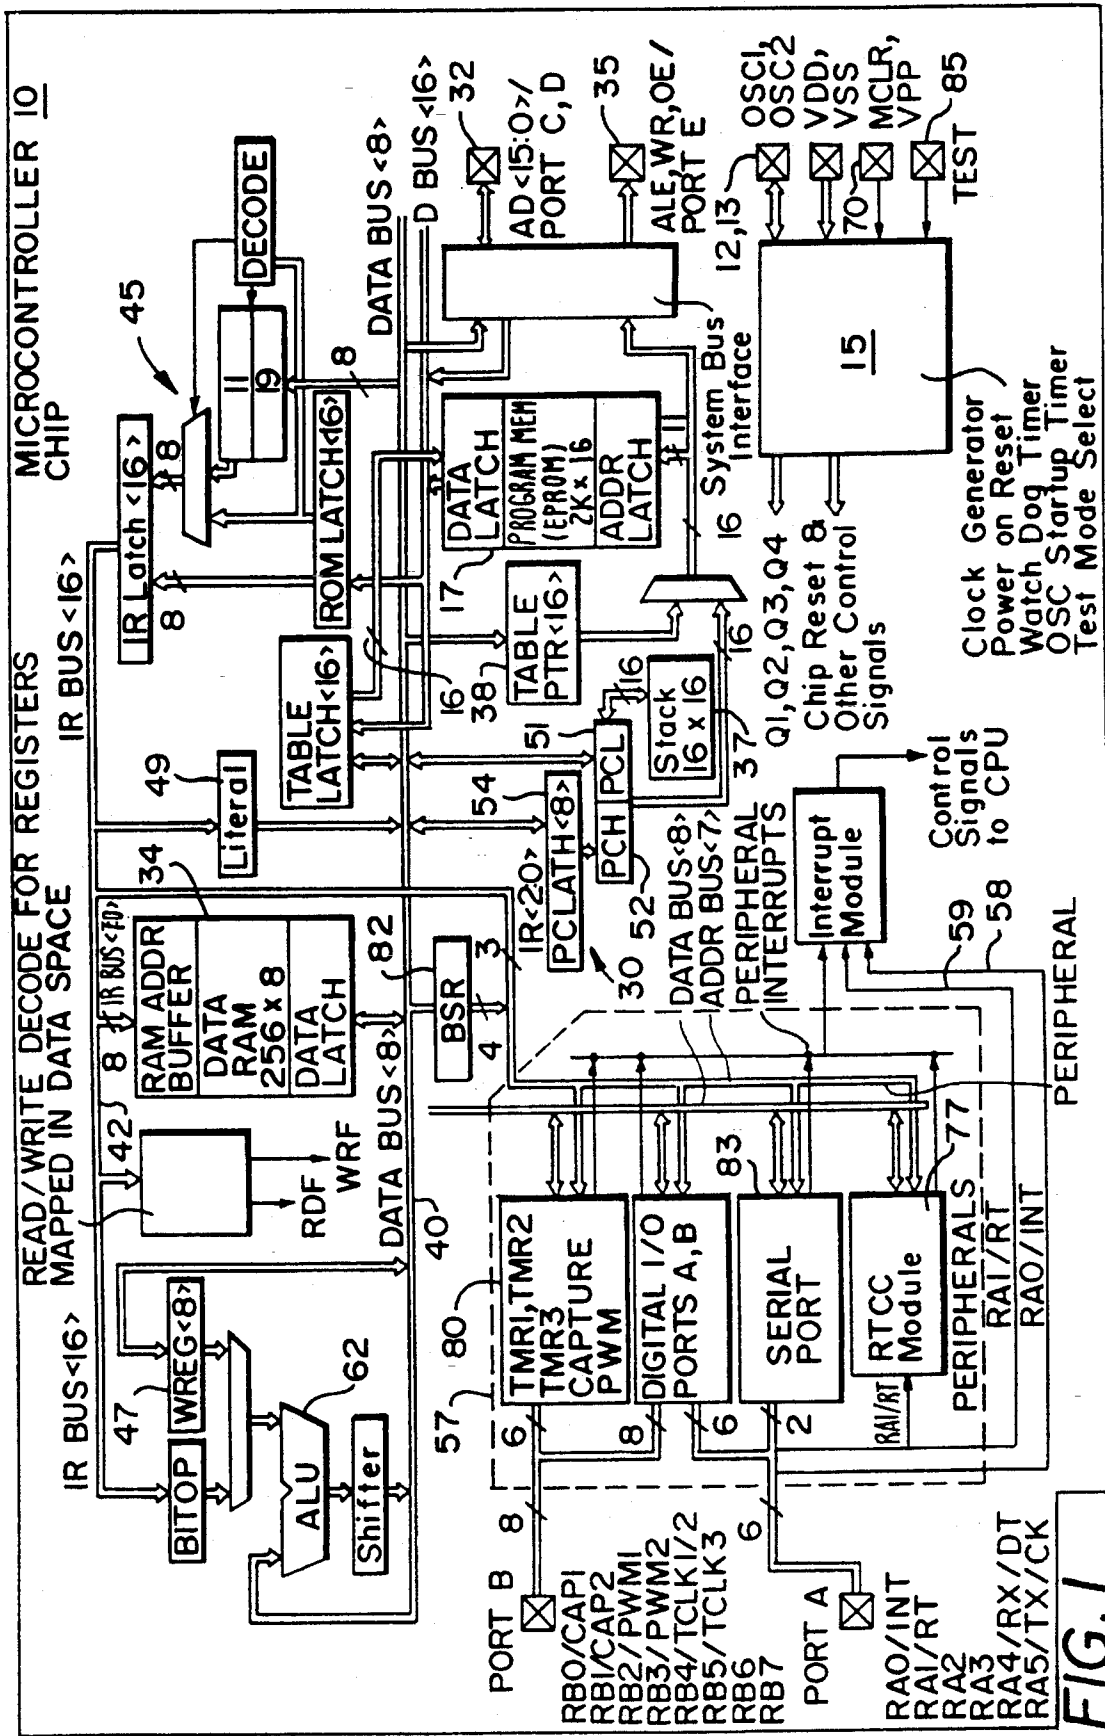 MICROCONTROLLER 10
CHIP
READ/WRITE DECODE FOR REGISTERS
MAPPED IN DATA SPACE
IR BUS<16>
IR BUS<16>
47
BITOP
WREG<8>
62
ALU
Shifter
42
RDF
WRF
8
IR BUS<7:0>
34
RAM ADDR
BUFFER
DATA
RAM
256 x 8
DATA
LATCH
DATA BUS<8>
40
82
BSR
4
3
49
Literal
TABLE
LATCH<16>
IR Latch<16>
8
8
45
11
19
DECODE
ROM LATCH<16>
8
16
DATA BUS<8>
D BUS<16>
IR<20>
54
PCLATH<8>
30
52
PCH
PCL
51
16
Stack
16 x 16
37
38
TABLE
PTR<16>
16
17
DATA
LATCH
PROGRAM MEM
(EPROM)
2K x 16
ADDR
LATCH
11
16
System Bus
Interface
32
AD<15:0>/
PORT C, D
35
ALE, WR, OE/
PORT E
12,13
OSC1,
OSC2
VDD,
VSS
70
MCLR,
VPP
85
TEST
15
Q1, Q2, Q3, Q4
Chip Reset &
Other Control
Signals
Clock Generator
Power on Reset
Watch Dog Timer
OSC Startup Timer
Test Mode Select
57
80
TMR1, TMR2
TMR3
CAPTURE
PWM
DIGITAL I/O
PORTS A, B
83
SERIAL
PORT
RTCC
Module
77
PERIPHERALS
6
8
6
2
RA1/RT
DATA BUS<8>
ADDR BUS<7>
PERIPHERAL
INTERRUPTS
Interrupt
Module
Control
Signals
to CPU
59
58
PERIPHERAL
RA1/RT
RA0/INT
PORT B
8
RB0/CAP1
RB1/CAP2
RB2/PWM1
RB3/PWM2
RB4/TCLK1/2
RB5/TCLK3
RB6
RB7
PORT A
6
RA0/INT
RA1/RT
RA2
RA3
RA4/RX/DT
RA5/TX/CK
FIG. 1